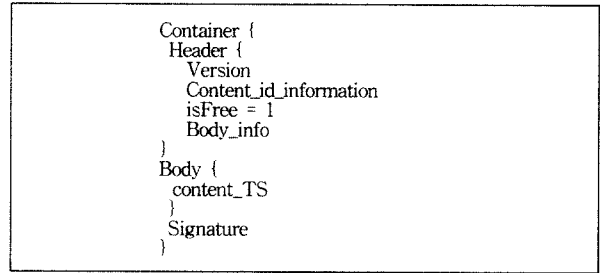 Container {
Header {
Version
Content_id_information
isFree = 1
Body_info
}
Body {
content_TS
}
Signature
}